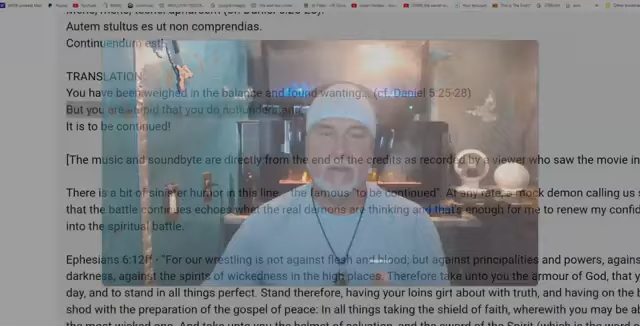 Autem stultus es ut non comprendias.
Continuendum est!
TRANSLATION
You have been weighed in the balance and found wanting. (cf. Daniel 5:25-28)
But you are stupid that you do not understand.
It is to be continued!
[The music and soundbyte are directly from the end of the credits as recorded by a viewer who saw the movie in
There is a bit of sinister humor in this line - the famous "to be continued". At any rate, a mock demon calling us s
that the battle continues echoes what the real demons are thinking and that's enough for me to renew my confid
into the spiritual battle.
Ephesians 6:12ff - "For our wrestling is not against flesh and blood; but against principalities and powers, agains
darkness, against the spirits of wickedness in the high places. Therefore take unto you the armour of God, that y
day, and to stand in all things perfect. Stand therefore, having your loins girt about with truth, and having on the b
shod with the preparation of the gospel of peace: In all things taking the shield of faith, wherewith you may be a
the most wicked one. And take unto you the helmet of salvation, and the sword of the Spirit (which is the word